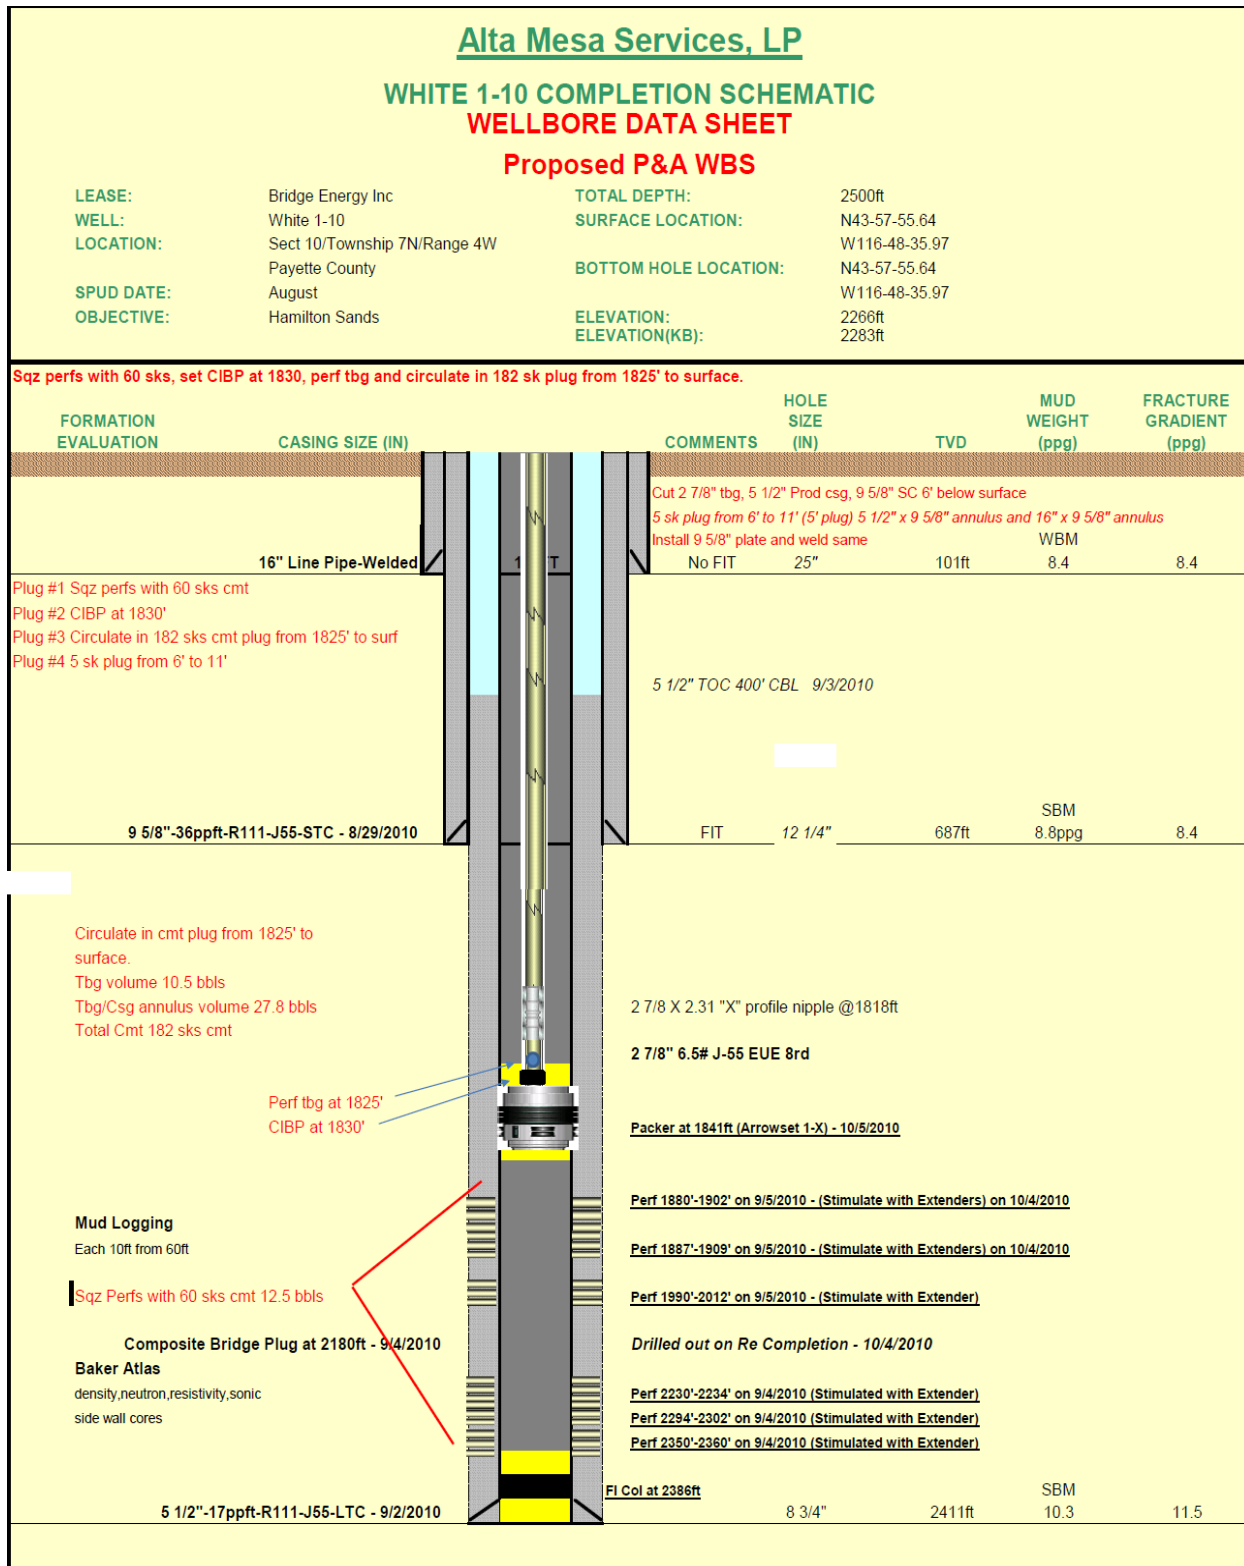 Alta Mesa Services, LP
WHITE 1-10 COMPLETION SCHEMATIC
WELLBORE DATA SHEET
Proposed P&A WBS
LEASE: Bridge Energy Inc TOTAL DEPTH: 2500ft
WELL: White 1-10 SURFACE LOCATION: N43-57-55.64
LOCATION: Sect 10/Township 7N/Range 4W W116-48-35.97
Payette County BOTTOM HOLE LOCATION: N43-57-55.64
SPUD DATE: August W116-48-35.97
OBJECTIVE: Hamilton Sands ELEVATION: 2266ft
ELEVATION(KB): 2283ft
Sqz perfs with 60 sks, set CIBP at 1830, perf tbg and circulate in 182 sk plug from 1825' to surface.
HOLE MUD FRACTURE
FORMATION SIZE WEIGHT GRADIENT
EVALUATION CASING SIZE (IN) COMMENTS (IN) TVD (ppg) (ppg)
Cut 2 7/8" tbg, 5 1/2" Prod csg, 9 5/8" SC 6' below surface
5 sk plug from 6' to 11' (5' plug) 5 1/2" x 9 5/8" annulus and 16" x 9 5/8" annulus
Install 9 5/8" plate and weld same WBM
16" Line Pipe-Welded No FIT 25" 101ft 8.4 8.4
Plug #1 Sqz perfs with 60 sks cmt
Plug #2 CIBP at 1830'
Plug #3 Circulate in 182 sks cmt plug from 1825' to surf
Plug #4 5 sk plug from 6' to 11'
5 1/2" TOC 400' CBL 9/3/2010
SBM
9 5/8"-36ppft-R111-J55-STC - 8/29/2010 FIT 12 1/4" 687ft 8.8ppg 8.4
Circulate in cmt plug from 1825' to
surface.
Tbg volume 10.5 bbls
Tbg/Csg annulus volume 27.8 bbls
Total Cmt 182 sks cmt
2 7/8 X 2.31 "X" profile nipple @1818ft
2 7/8" 6.5# J-55 EUE 8rd
Perf tbg at 1825'
CIBP at 1830'
Packer at 1841ft (Arrowset 1-X) - 10/5/2010
Perf 1880'-1902' on 9/5/2010 - (Stimulate with Extenders) on 10/4/2010
Mud Logging
Each 10ft from 60ft
Perf 1887'-1909' on 9/5/2010 - (Stimulate with Extenders) on 10/4/2010
Sqz Perfs with 60 sks cmt 12.5 bbls
Perf 1990'-2012' on 9/5/2010 - (Stimulate with Extender)
Composite Bridge Plug at 2180ft - 9/4/2010 Drilled out on Re Completion - 10/4/2010
Baker Atlas
density,neutron,resistivity,sonic Perf 2230'-2234' on 9/4/2010 (Stimulated with Extender)
side wall cores Perf 2294'-2302' on 9/4/2010 (Stimulated with Extender)
Perf 2350'-2360' on 9/4/2010 (Stimulated with Extender)
Fl Col at 2386ft SBM
5 1/2"-17ppft-R111-J55-LTC - 9/2/2010 8 3/4" 2411ft 10.3 11.5